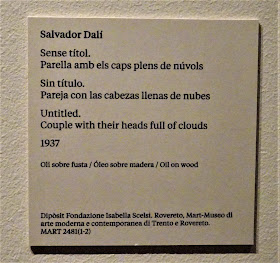 Salvador Dalí
Sense títol.
Parella amb els caps plens de núvols
Sin título.
Pareja con las cabezas llenas de nubes
Untitled.
Couple with their heads full of clouds
1937
Oli sobre fusta / Óleo sobre madera / Oil on wood
Dipòsit Fondazione Isabella Scelsi. Rovereto, Mart-Museo di
arte moderna e contemporanea di Trento e Rovereto.
MART 2481(1-2)